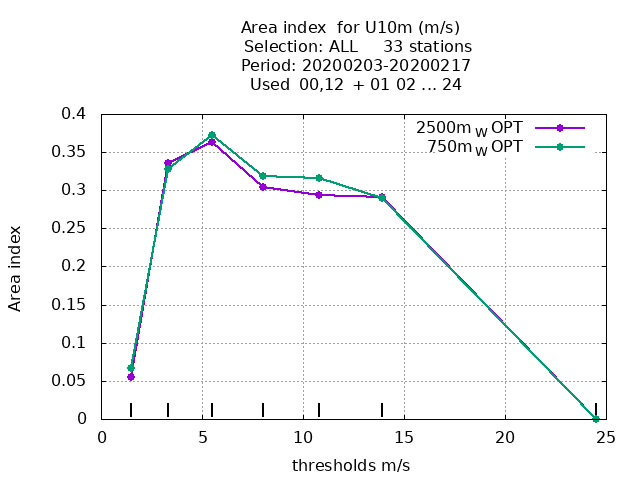 Area index  for U10m (m/s)
Selection: ALL     33 stations
Period: 20200203-20200217
Used  00,12  + 01 02 ... 24
2500m W OPT
750m W OPT
0.4
0.35
0.3
0.25
0.2
0.15
0.1
0.05
0
Area index
0 5 10 15 20 25
thresholds m/s